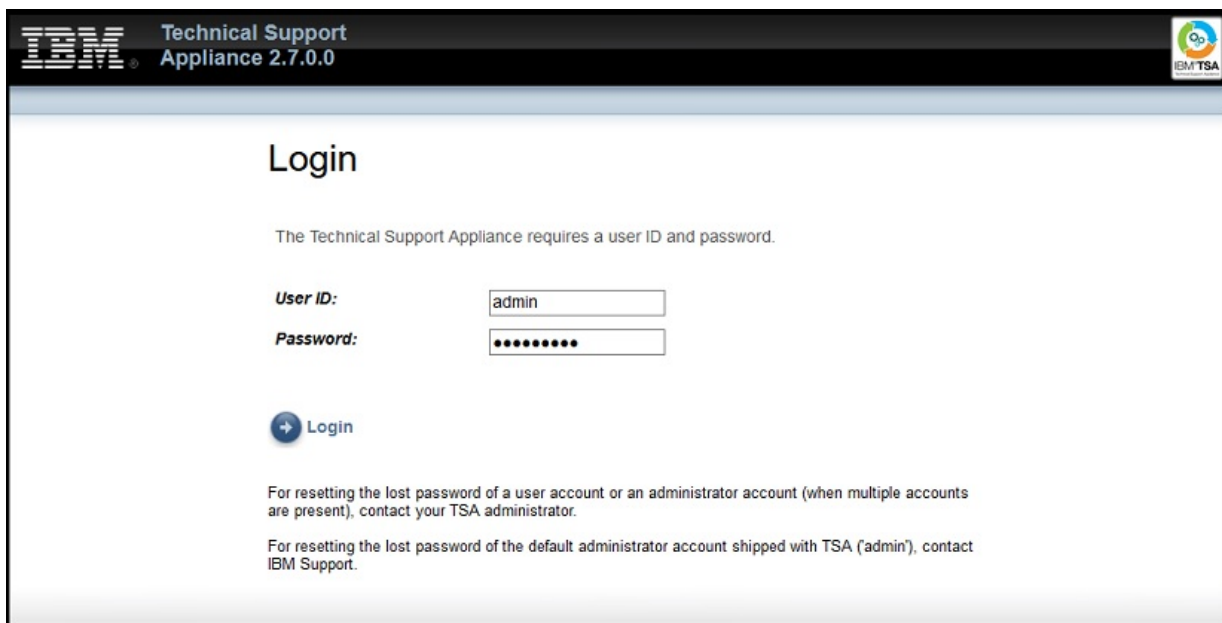 IBM®
Technical Support
Appliance 2.7.0.0
IBM TSA
Login
The Technical Support Appliance requires a user ID and password.
User ID:
admin
Password:
•••••••••
Login
For resetting the lost password of a user account or an administrator account (when multiple accounts
are present), contact your TSA administrator.
For resetting the lost password of the default administrator account shipped with TSA ('admin'), contact
IBM Support.